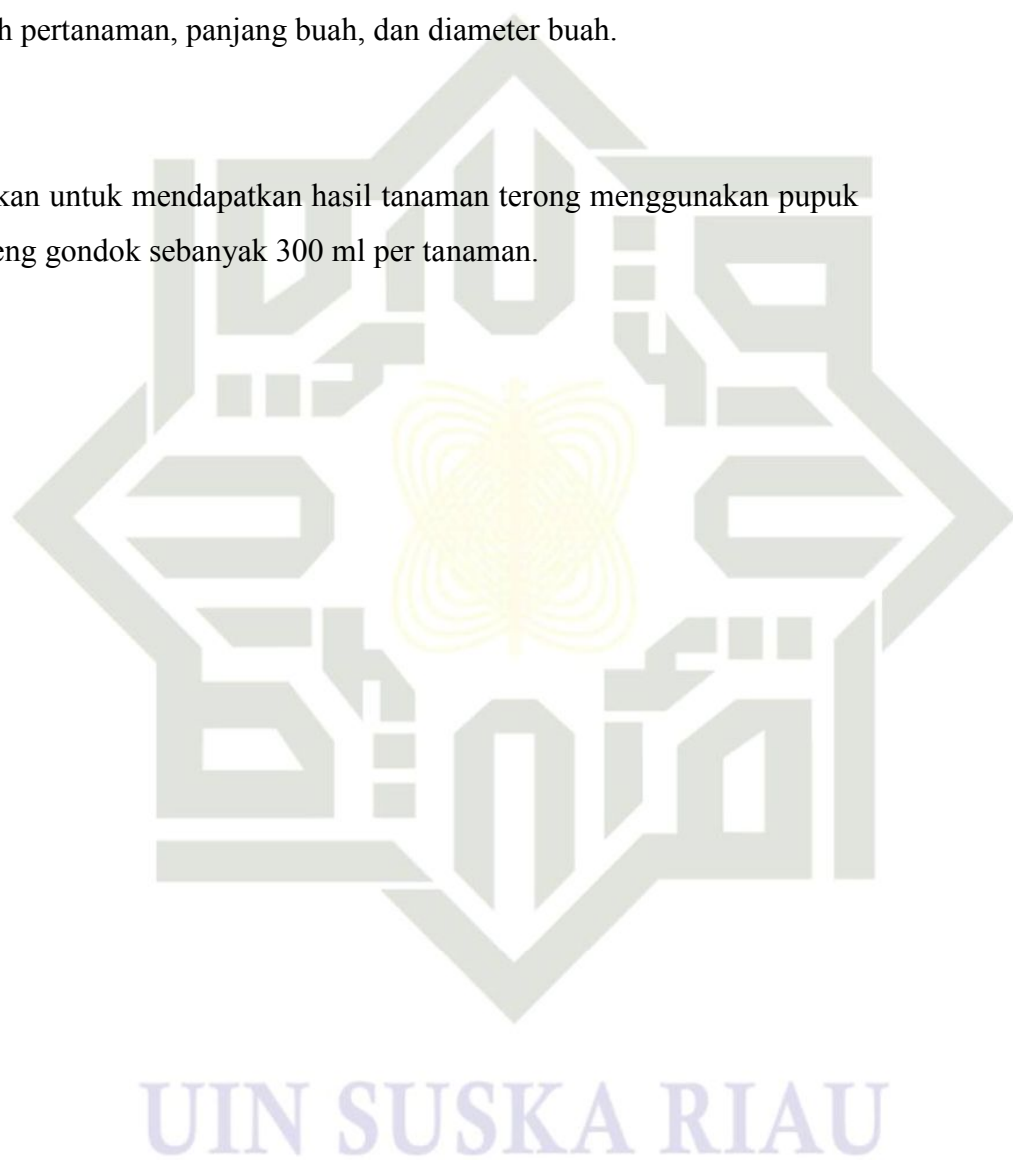 h pertanaman, panjang buah, dan diameter buah.
kan untuk mendapatkan hasil tanaman terong menggunakan pupuk
eng gondok sebanyak 300 ml per tanaman.
UIN SUSKA RIAU